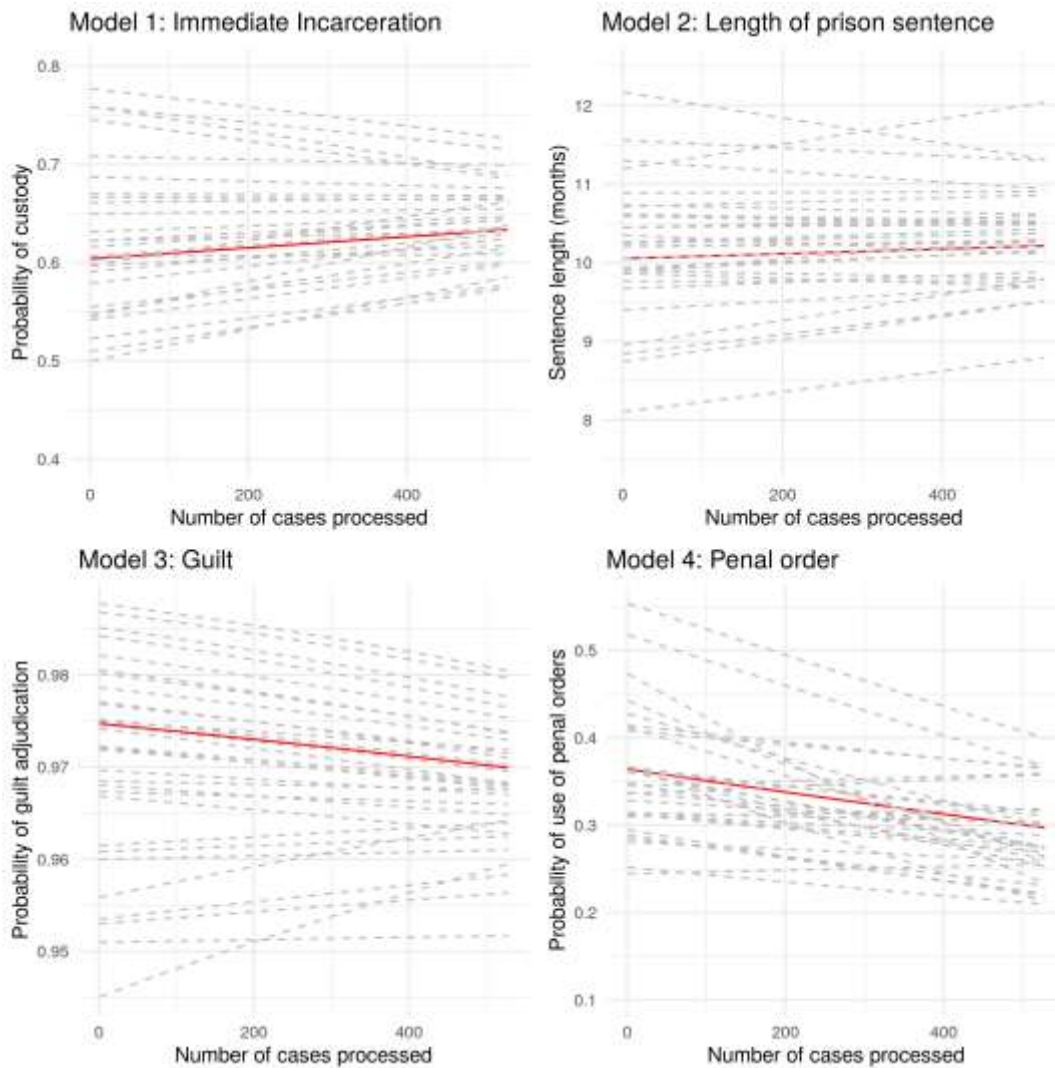 Model 1: Immediate Incarceration
Probability of custody
0.8
0.7
0.6
0.5
0.4
0
200
400
Number of cases processed
Model 2: Length of prison sentence
Sentence length (months)
12
11
10
9
8
0
200
400
Number of cases processed
Model 3: Guilt
Probability of guilt adjudication
0.98
0.97
0.96
0.95
0
200
400
Number of cases processed
Model 4: Penal order
Probability of use of penal orders
0.5
0.4
0.3
0.2
0.1
0
200
400
Number of cases processed